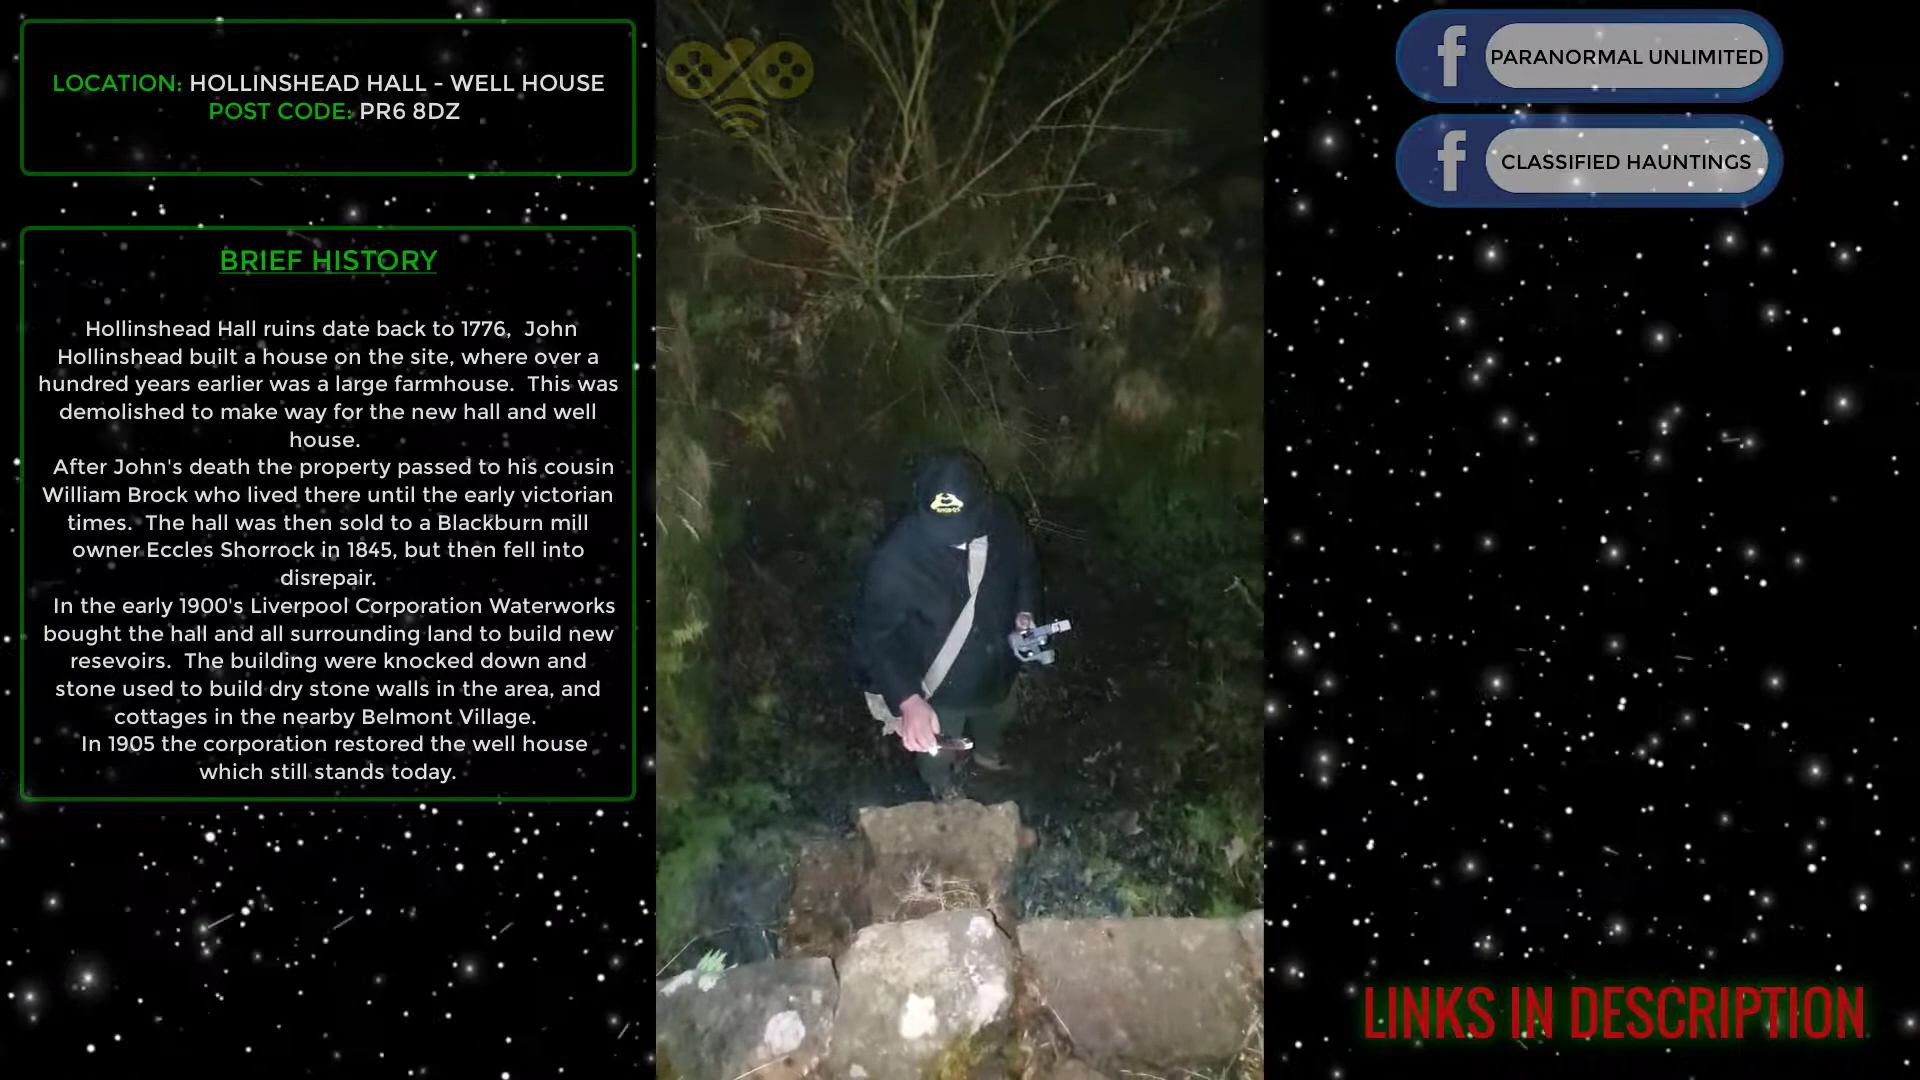 LOCATION: HOLLINSHEAD HALL - WELL HOUSE
POST CODE: PR6 8DZ
BRIEF HISTORY
Hollinshead Hall ruins date back to 1776, John
Hollinshead built a house on the site, where over a
hundred years earlier was a large farmhouse. This was
demolished to make way for the new hall and well
house.
After John's death the property passed to his cousin
William Brock who lived there until the early victorian
times. The hall was then sold to a Blackburn mill
owner Eccles Shorrock in 1845, but then fell into
disrepair.
In the early 1900's Liverpool Corporation Waterworks
bought the hall and all surrounding land to build new
resevoirs. The building were knocked down and
stone used to build dry stone walls in the area, and
cottages in the nearby Belmont Village.
In 1905 the corporation restored the well house
which still stands today.
f PARANORMAL UNLIMITED
f CLASSIFIED HAUNTINGS
LINKS IN DESCRIPTION